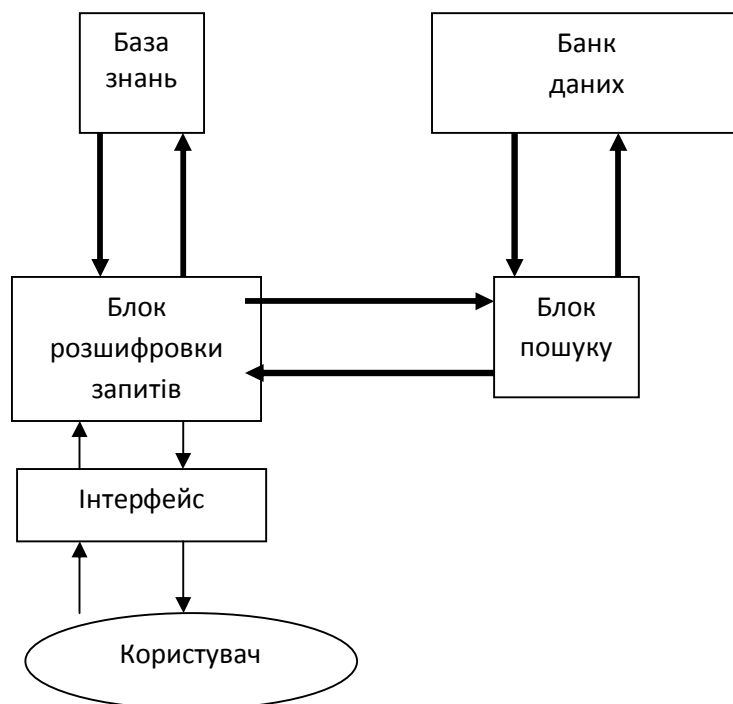 База
знань
Банк
даних
Блок
розшифровки
запитів
Блок
пошуку
Інтерфейс
Користувач